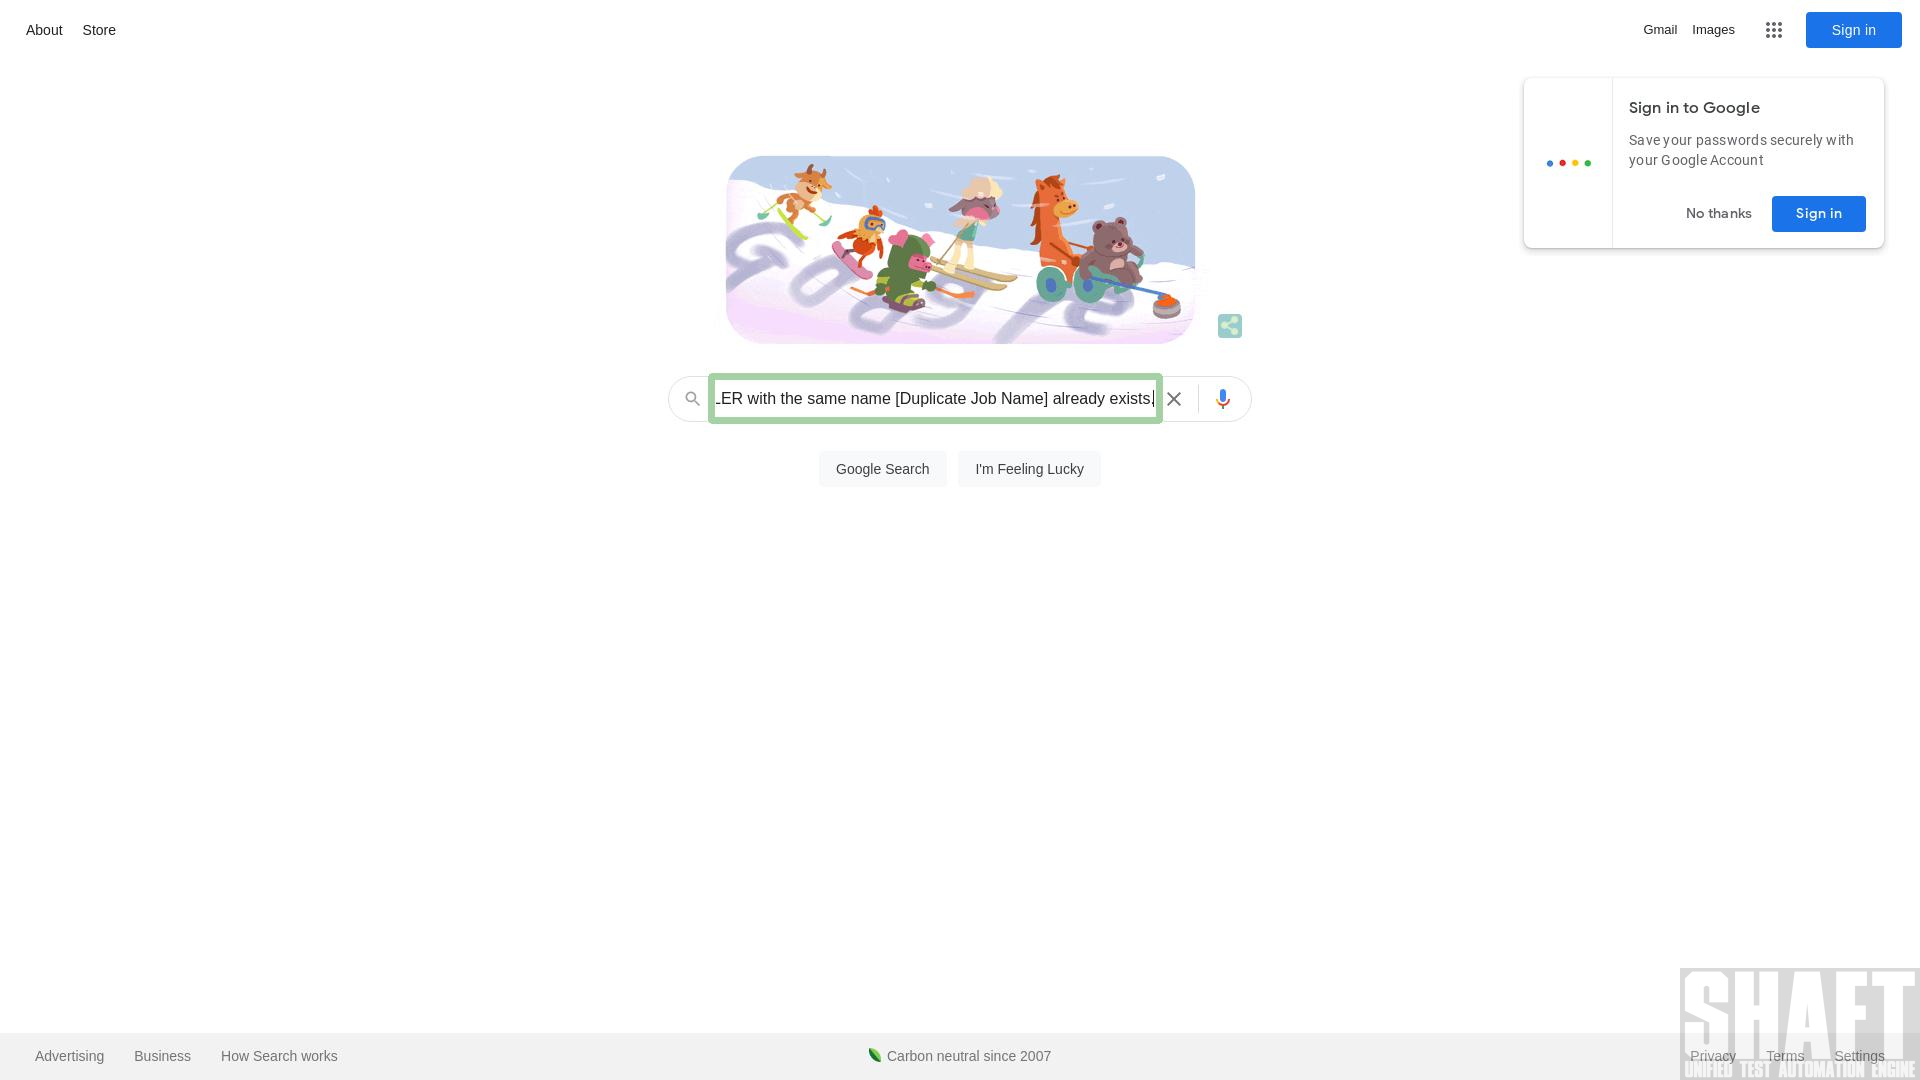 About Store
Gmail Images Sign in
Sign in to Google
Save your passwords securely with
your Google Account
No thanks Sign in
Google
LER with the same name [Duplicate Job Name] already exists.
Google Search I'm Feeling Lucky
Advertising Business How Search works
Carbon neutral since 2007
Privacy Terms Settings
SHAFT
UNIFIED TEST AUTOMATION ENGINE